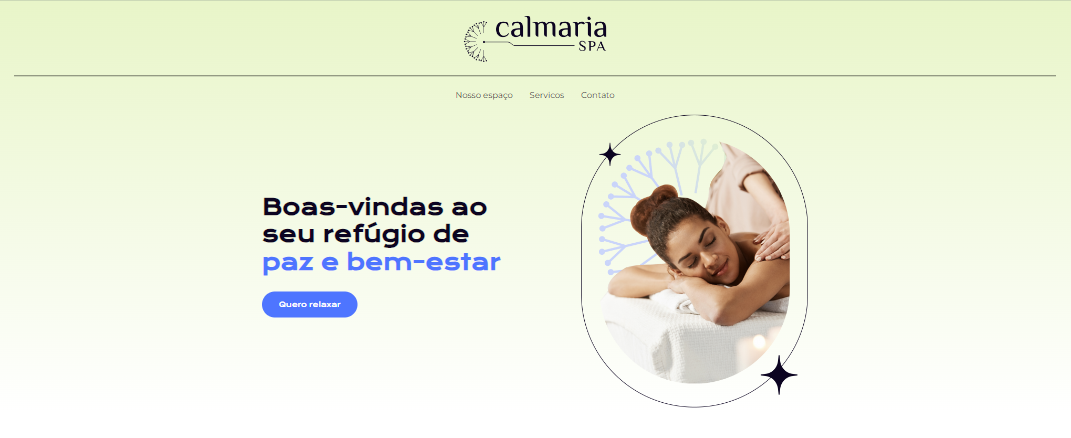 calmaria
SPA
Nosso espaço Servicos Contato
Boas-vindas ao
seu refúgio de
paz e bem-estar
Quero relaxar